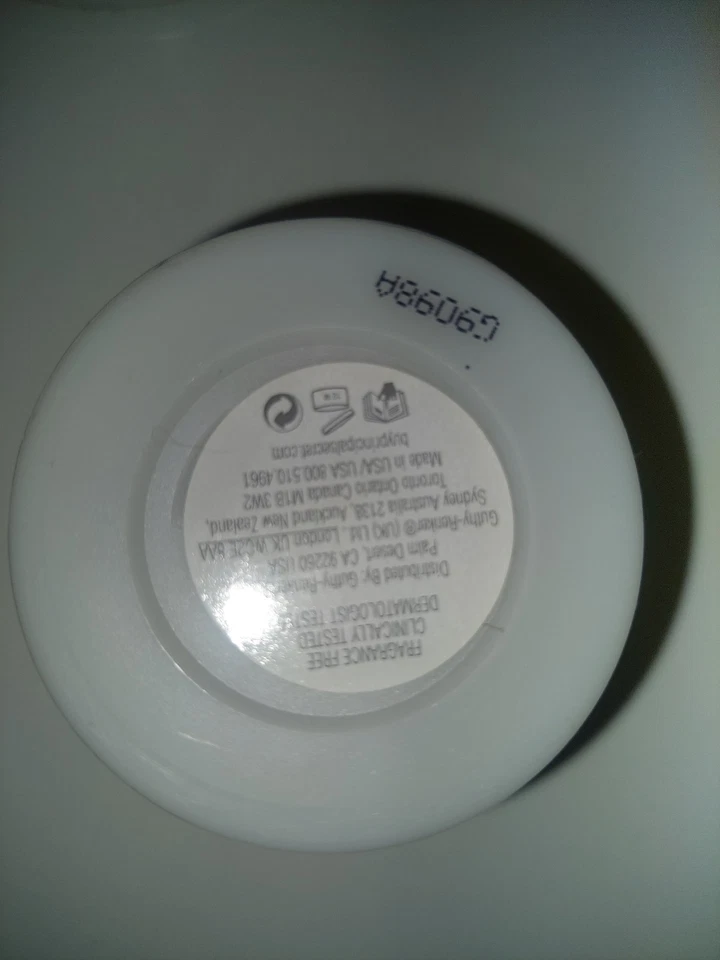 FRAGRANCE FREE
CLINICALLY TESTED
DERMATOLOGIST TESTED
Distributed By: Guthy-Renker
Palm Desert, CA 92260 USA
Guthy-Renker® (UK) Ltd., London UK WC2E 8AA
Sydney Australia 2138, Auckland New Zealand,
Toronto Ontario Canada M1B 3W2
Made in USA/ USA 800.510.4961
buyprincipalsecret.com
G9098A